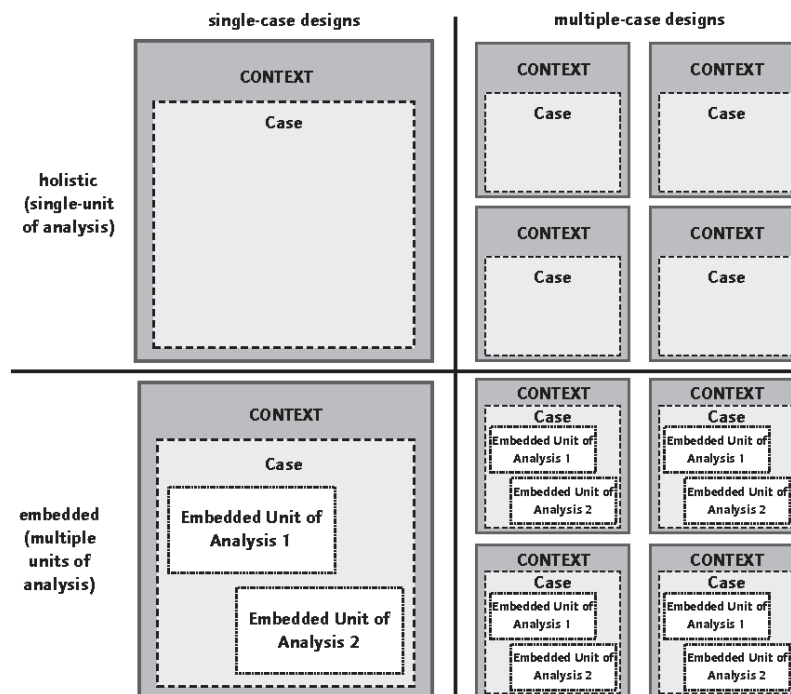 single-case designs
multiple-case designs
holistic
(single-unit
of analysis)
CONTEXT
Case
CONTEXT
Case
CONTEXT
Case
CONTEXT
Case
CONTEXT
Case
embedded
(multiple
units of
analysis)
CONTEXT
Case
Embedded Unit of
Analysis 1
Embedded Unit of
Analysis 2
CONTEXT
Case
Embedded Unit of
Analysis 1
Embedded Unit of
Analysis 2
CONTEXT
Case
Embedded Unit of
Analysis 1
Embedded Unit of
Analysis 2
CONTEXT
Case
Embedded Unit of
Analysis 1
Embedded Unit of
Analysis 2
CONTEXT
Case
Embedded Unit of
Analysis 1
Embedded Unit of
Analysis 2